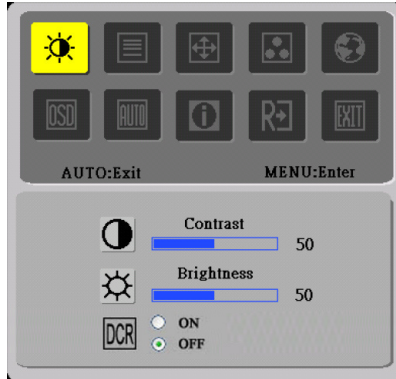 OSD AUTO R EXIT
AUTO:Exit MENU:Enter
Contrast
50
Brightness
50
DCR ON
OFF